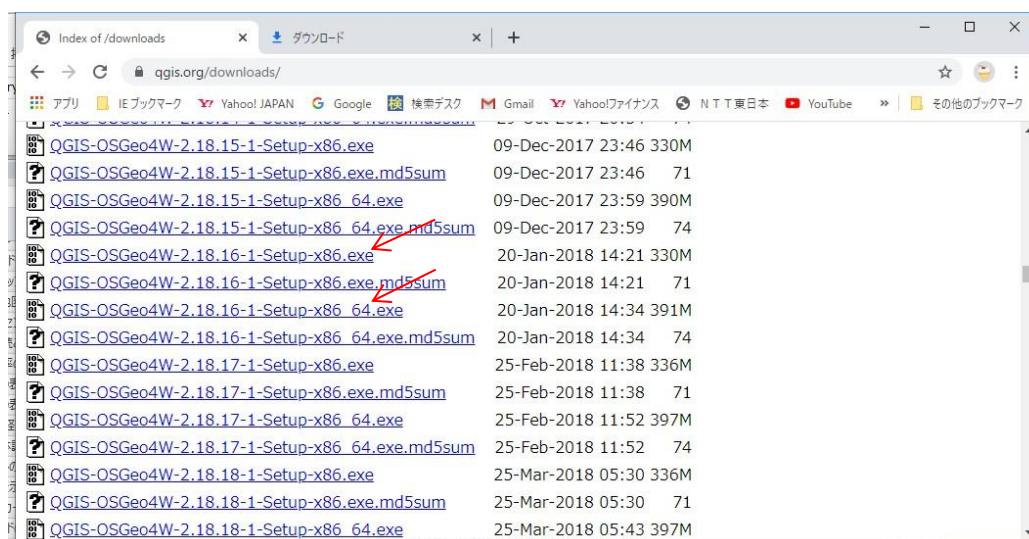 Index of /downloads
ダウンロード
qgis.org/downloads/
アプリ IEブックマーク Yahoo! JAPAN Google 検索デスク Gmail Yahoo!ファイナンス NTT東日本 YouTube » その他のブックマーク
QGIS-OSGeo4W-2.18.15-1-Setup-x86.exe 09-Dec-2017 23:46 330M
QGIS-OSGeo4W-2.18.15-1-Setup-x86.exe.md5sum 09-Dec-2017 23:46 71
QGIS-OSGeo4W-2.18.15-1-Setup-x86_64.exe 09-Dec-2017 23:59 390M
QGIS-OSGeo4W-2.18.15-1-Setup-x86_64.exe.md5sum 09-Dec-2017 23:59 74
QGIS-OSGeo4W-2.18.16-1-Setup-x86.exe 20-Jan-2018 14:21 330M
QGIS-OSGeo4W-2.18.16-1-Setup-x86.exe.md5sum 20-Jan-2018 14:21 71
QGIS-OSGeo4W-2.18.16-1-Setup-x86_64.exe 20-Jan-2018 14:34 391M
QGIS-OSGeo4W-2.18.16-1-Setup-x86_64.exe.md5sum 20-Jan-2018 14:34 74
QGIS-OSGeo4W-2.18.17-1-Setup-x86.exe 25-Feb-2018 11:38 336M
QGIS-OSGeo4W-2.18.17-1-Setup-x86.exe.md5sum 25-Feb-2018 11:38 71
QGIS-OSGeo4W-2.18.17-1-Setup-x86_64.exe 25-Feb-2018 11:52 397M
QGIS-OSGeo4W-2.18.17-1-Setup-x86_64.exe.md5sum 25-Feb-2018 11:52 74
QGIS-OSGeo4W-2.18.18-1-Setup-x86.exe 25-Mar-2018 05:30 336M
QGIS-OSGeo4W-2.18.18-1-Setup-x86.exe.md5sum 25-Mar-2018 05:30 71
QGIS-OSGeo4W-2.18.18-1-Setup-x86_64.exe 25-Mar-2018 05:43 397M